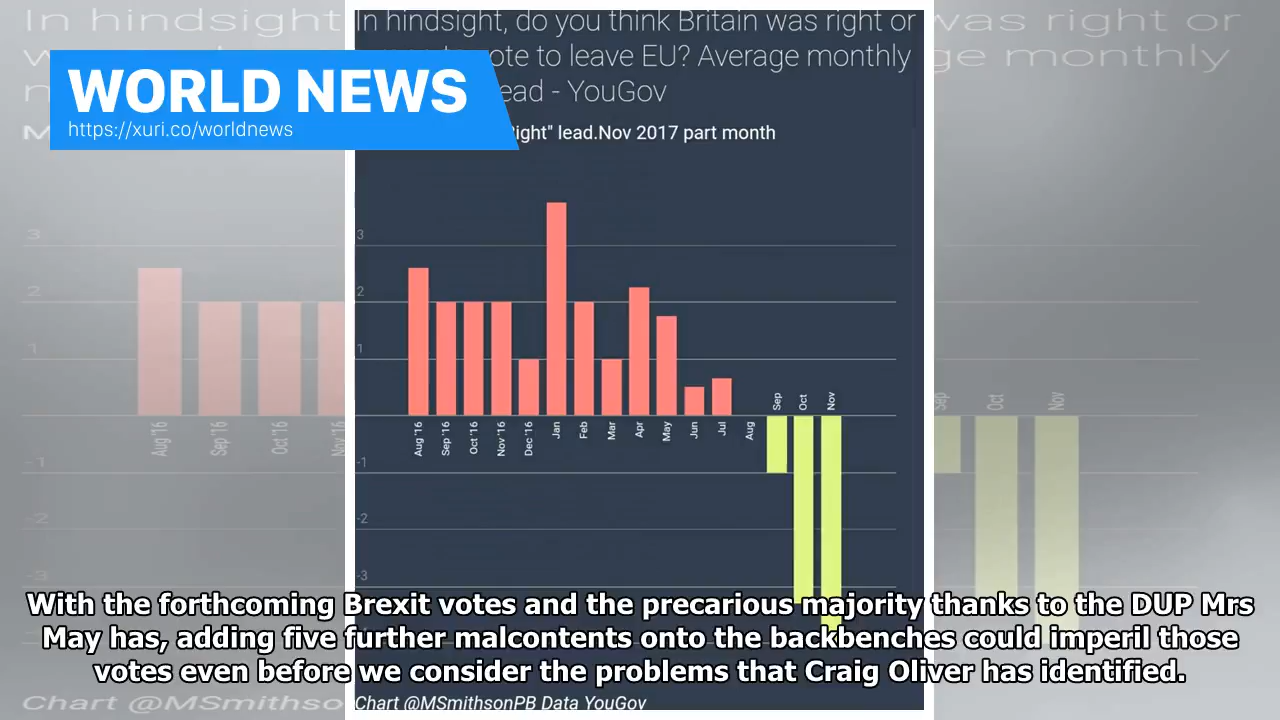 In hindsight, do you think Britain was right or
ote to leave EU? Average monthly
ead - YouGov
WORLD NEWS
https://xuri.co/worldnews
ight" lead.Nov 2017 part month
3
2
1
-1
-2
-3
Aug '16
Sep '16
Oct '16
Nov '16
Dec '16
Jan
Feb
Mar
Apr
May
Jun
Jul
Aug
Sep
Oct
Nov
With the forthcoming Brexit votes and the precarious majority thanks to the DUP Mrs
May has, adding five further malcontents onto the backbenches could imperil those
votes even before we consider the problems that Craig Oliver has identified.
Chart @MSmithsonPB Data YouGov